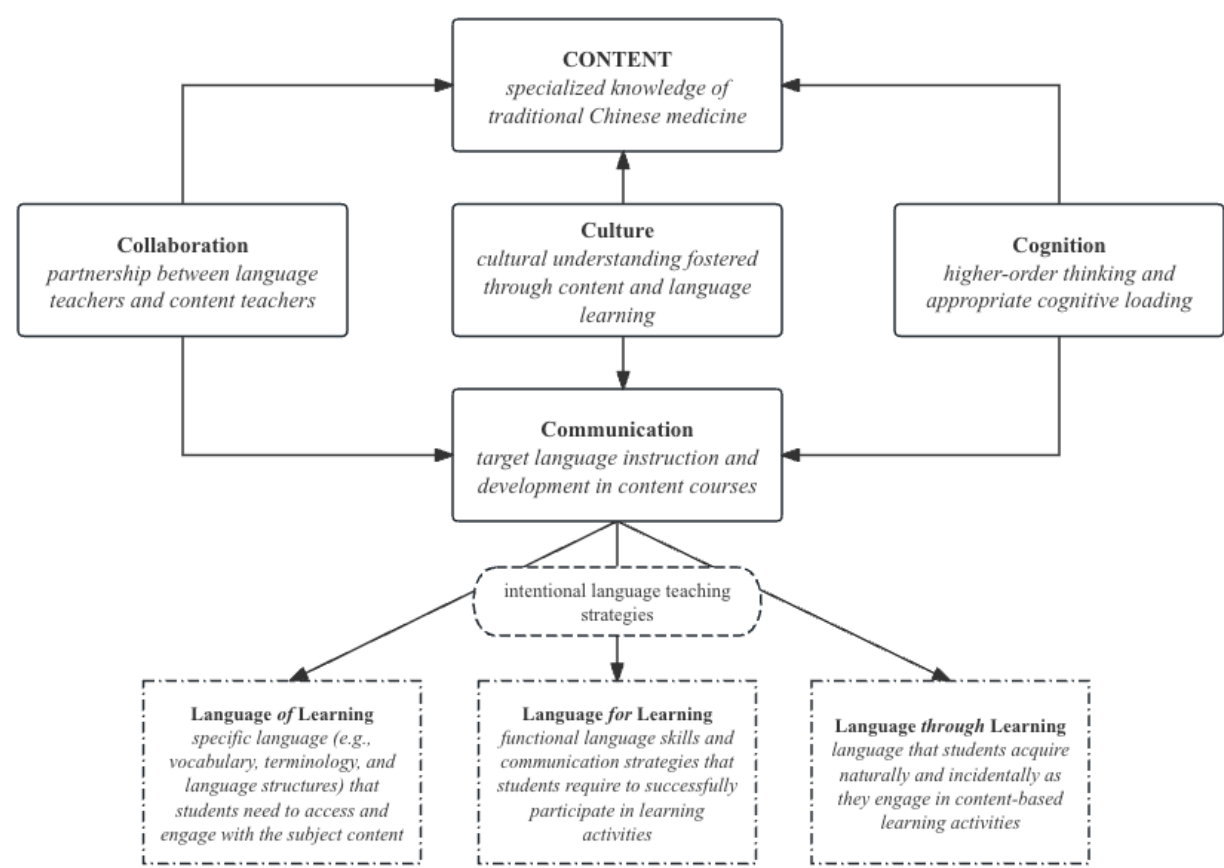 CONTENT
specialized knowledge of
traditional Chinese medicine
Collaboration
partnership between language
teachers and content teachers
Culture
cultural understanding fostered
through content and language
learning
Cognition
higher-order thinking and
appropriate cognitive loading
Communication
target language instruction and
development in content courses
intentional language teaching
strategies
Language of Learning
specific language (e.g.,
vocabulary, terminology, and
language structures) that
students need to access and
engage with the subject content
Language for Learning
functional language skills and
communication strategies that
students require to successfully
participate in learning
activities
Language through Learning
language that students acquire
naturally and incidentally as
they engage in content-based
learning activities